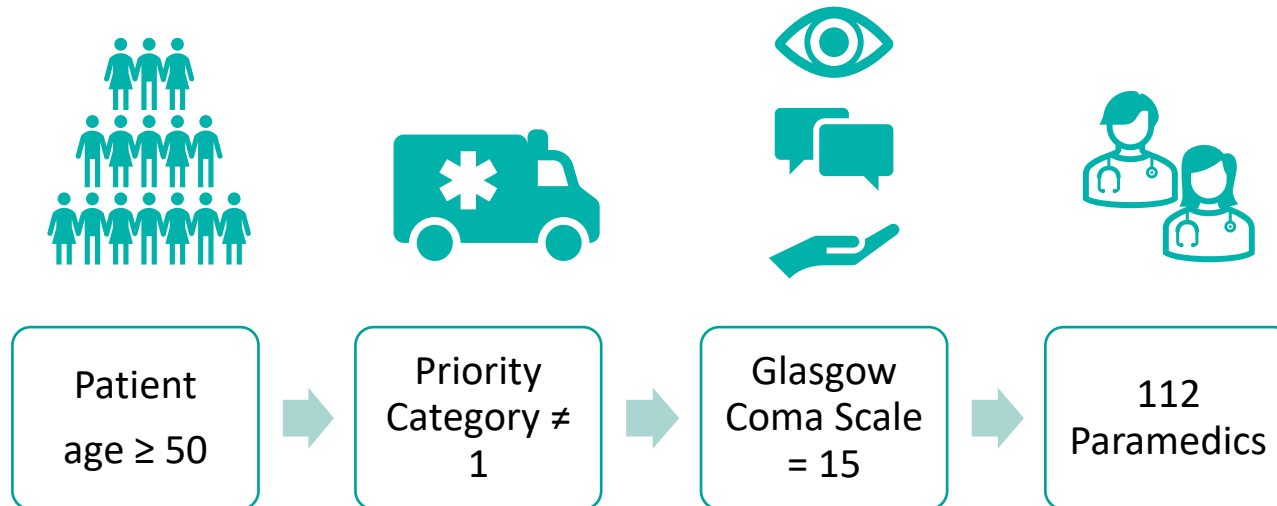 Patient
age ≥ 50
Priority
Category ≠
1
Glasgow
Coma Scale
= 15
112
Paramedics